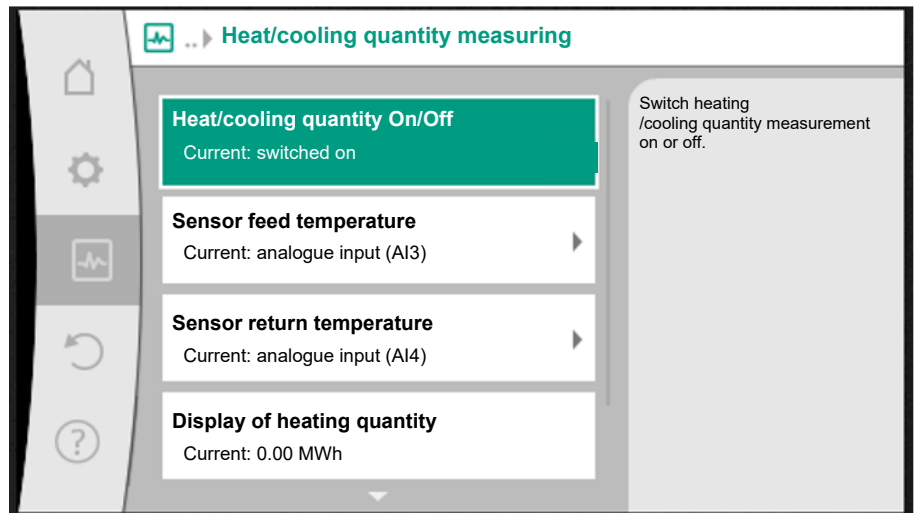 .. Heat/cooling quantity measuring
Heat/cooling quantity On/Off
Current: switched on
Sensor feed temperature
Current: analogue input (AI3)
Sensor return temperature
Current: analogue input (AI4)
Display of heating quantity
Current: 0.00 MWh
Switch heating
/cooling quantity measurement
on or off.
?